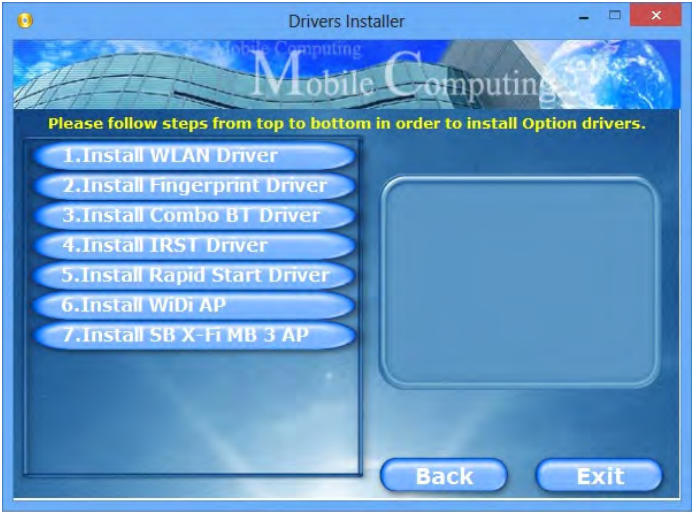 Drivers Installer
Mobile Computing
Mobile Computing
Please follow steps from top to bottom in order to install Option drivers.
1.Install WLAN Driver
2.Install Fingerprint Driver
3.Install Combo BT Driver
4.Install IRST Driver
5.Install Rapid Start Driver
6.Install WiDi AP
7.Install SB X-Fi MB 3 AP
Back
Exit